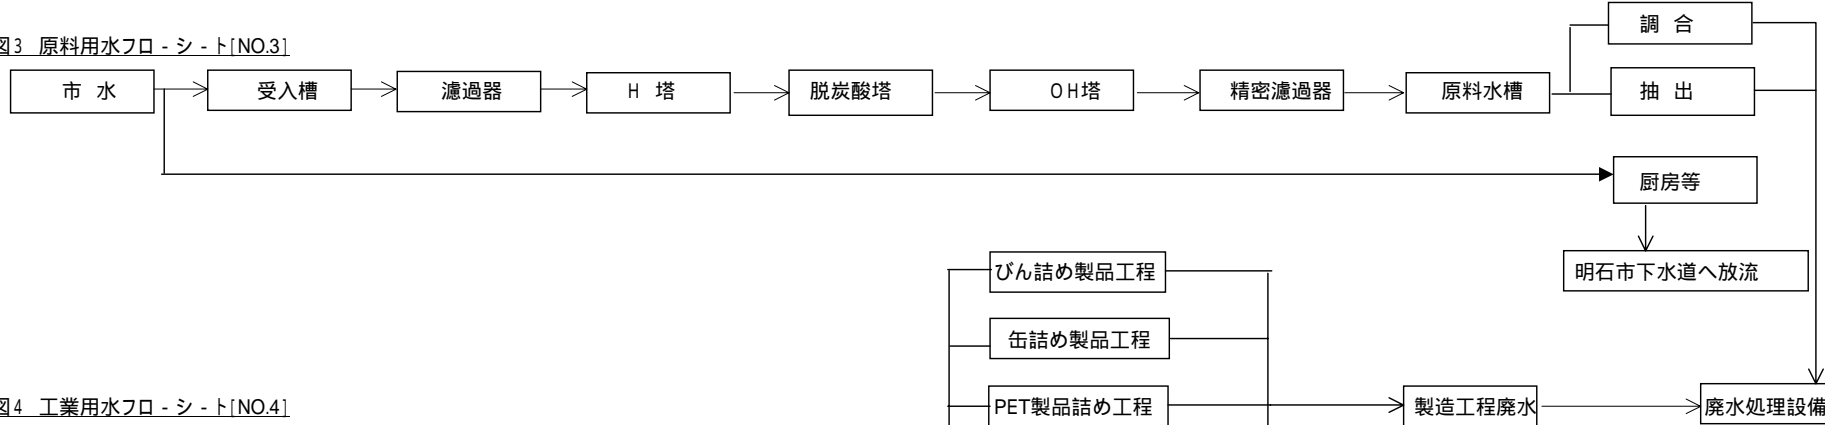 図3 原料用水フロ - シ - ト[NO.3]
調 合
市 水
受入槽
濾過器
H 塔
脱炭酸塔
OH塔
精密濾過器
原料水槽
抽 出
厨房等
明石市下水道へ放流
びん詰め製品工程
缶詰め製品工程
図4 工業用水フロ - シ - ト[NO.4]
PET製品詰め工程
製造工程廃水
廃水処理設備